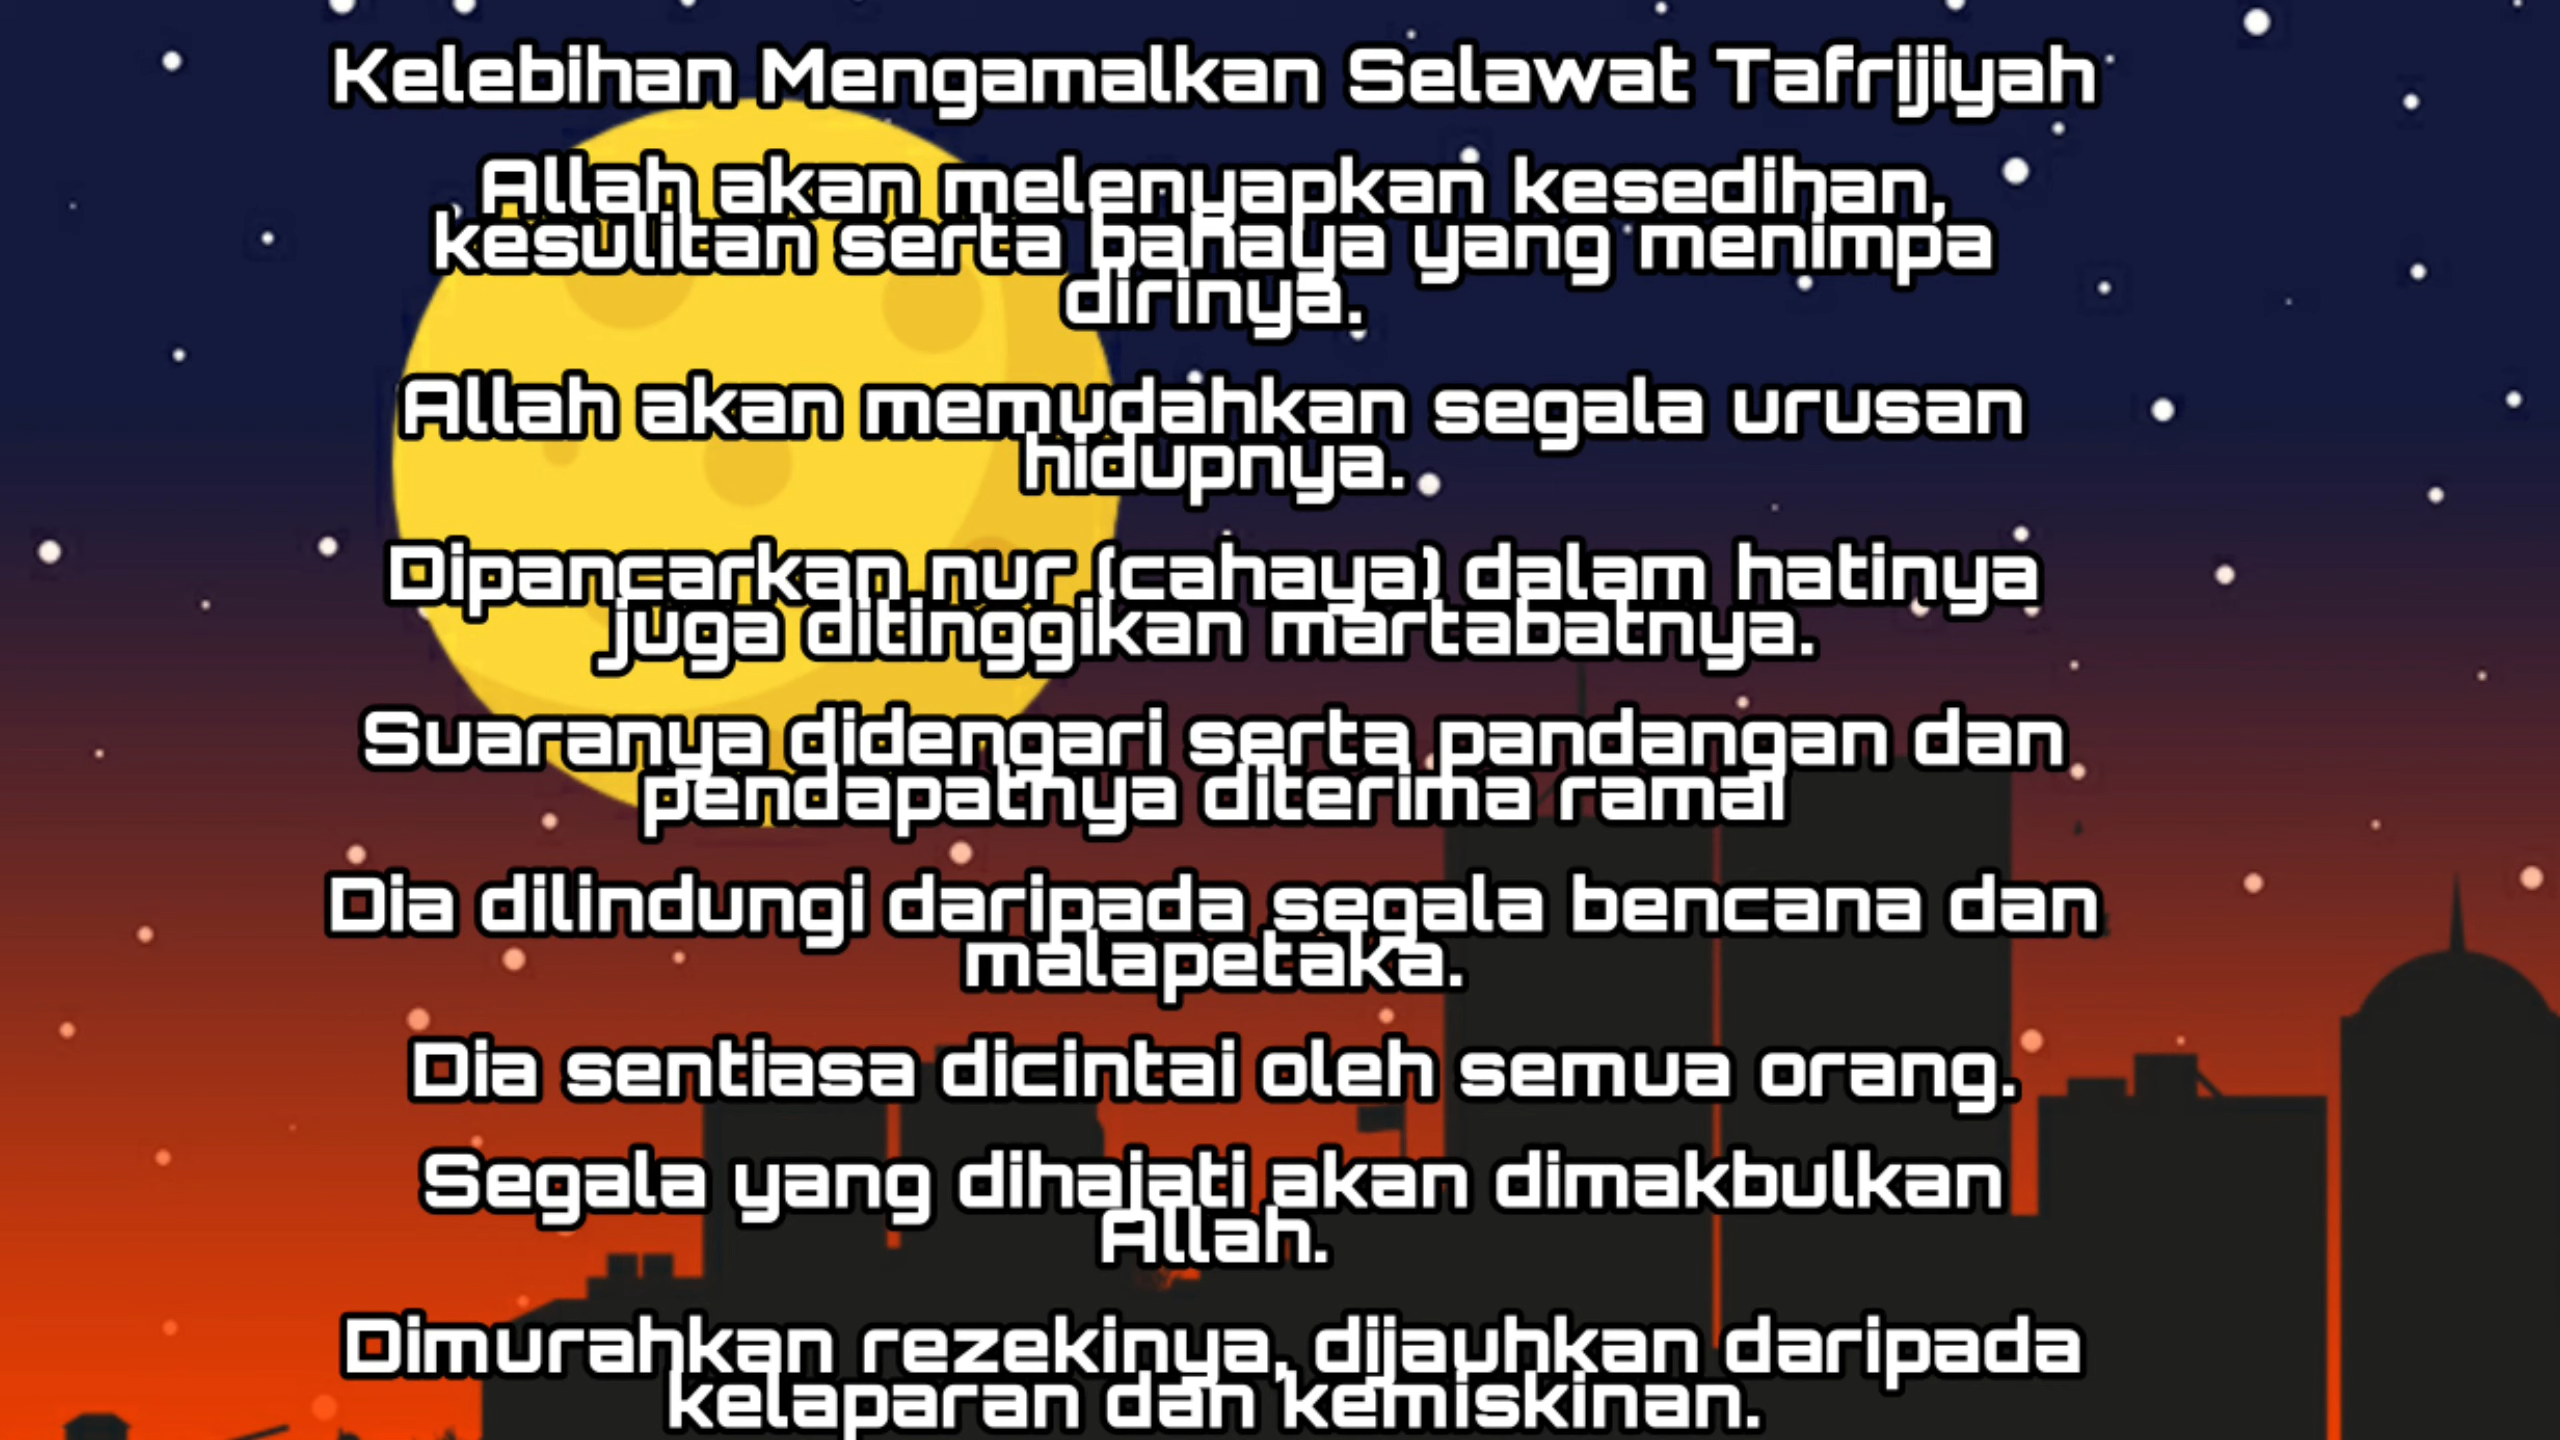 Kelebihan Mengamalkan Selawat Tafrijiyah
Allah akan melenyapkan kesedihan,
kesulitan serta bahaya yang menimpa
dirinya.
Allah akan memudahkan segala urusan
hidupnya.
Dipancarkan nur (cahaya) dalam hatinya
juga ditinggikan martabatnya.
Suaranya didengari serta pandangan dan
pendapatnya diterima ramai
Dia dilindungi daripada segala bencana dan
malapetaka.
Dia sentiasa dicintai oleh semua orang.
Segala yang dihajati akan dimakbulkan
Allah.
Dimurahkan rezekinya, dijauhkan daripada
kelaparan dan kemiskinan.